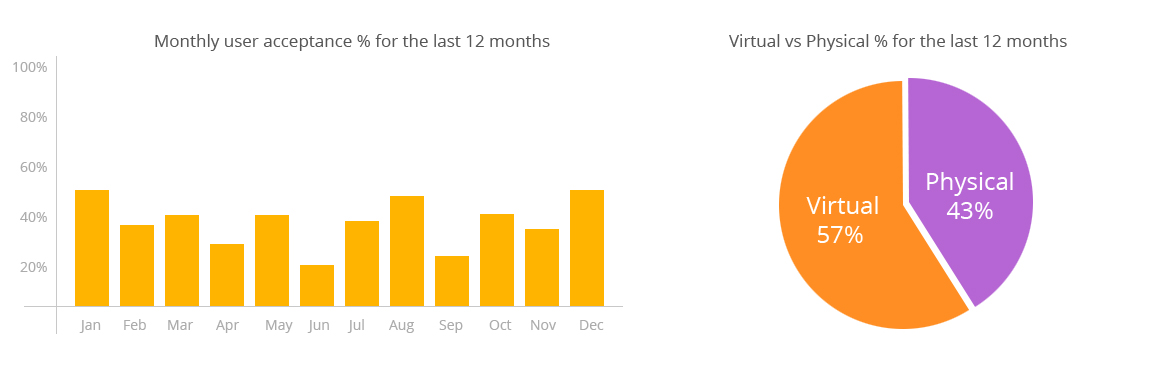 Monthly user acceptance % for the last 12 months
100%
80%
60%
40%
20%
Jan Feb Mar Apr May Jun Jul Aug Sep Oct Nov Dec
Virtual vs Physical % for the last 12 months
Physical
43%
Virtual
57%